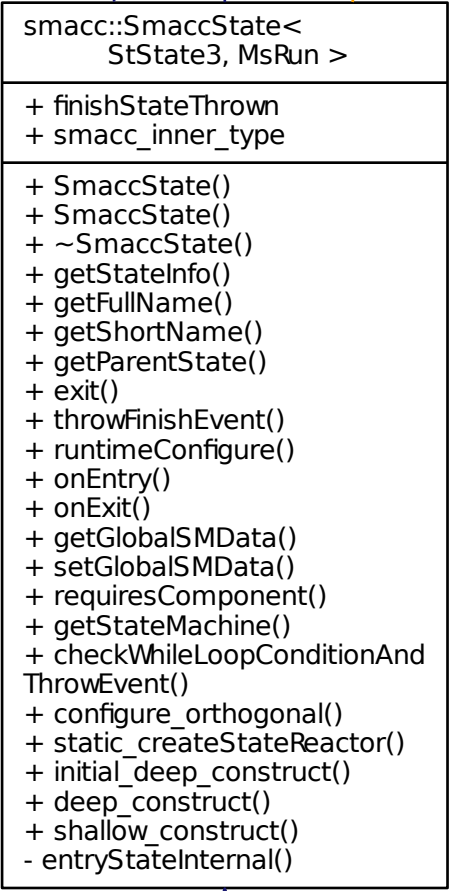 smacc::SmaccState<
StState3, MsRun >
+ finishStateThrown
+ smacc_inner_type
+ SmaccState()
+ SmaccState()
+ ~SmaccState()
+ getStateInfo()
+ getFullName()
+ getShortName()
+ getParentState()
+ exit()
+ throwFinishEvent()
+ runtimeConfigure()
+ onEntry()
+ onExit()
+ getGlobalSMData()
+ setGlobalSMData()
+ requiresComponent()
+ getStateMachine()
+ checkWhileLoopConditionAnd
ThrowEvent()
+ configure_orthogonal()
+ static_createStateReactor()
+ initial_deep_construct()
+ deep_construct()
+ shallow_construct()
- entryStateInternal()